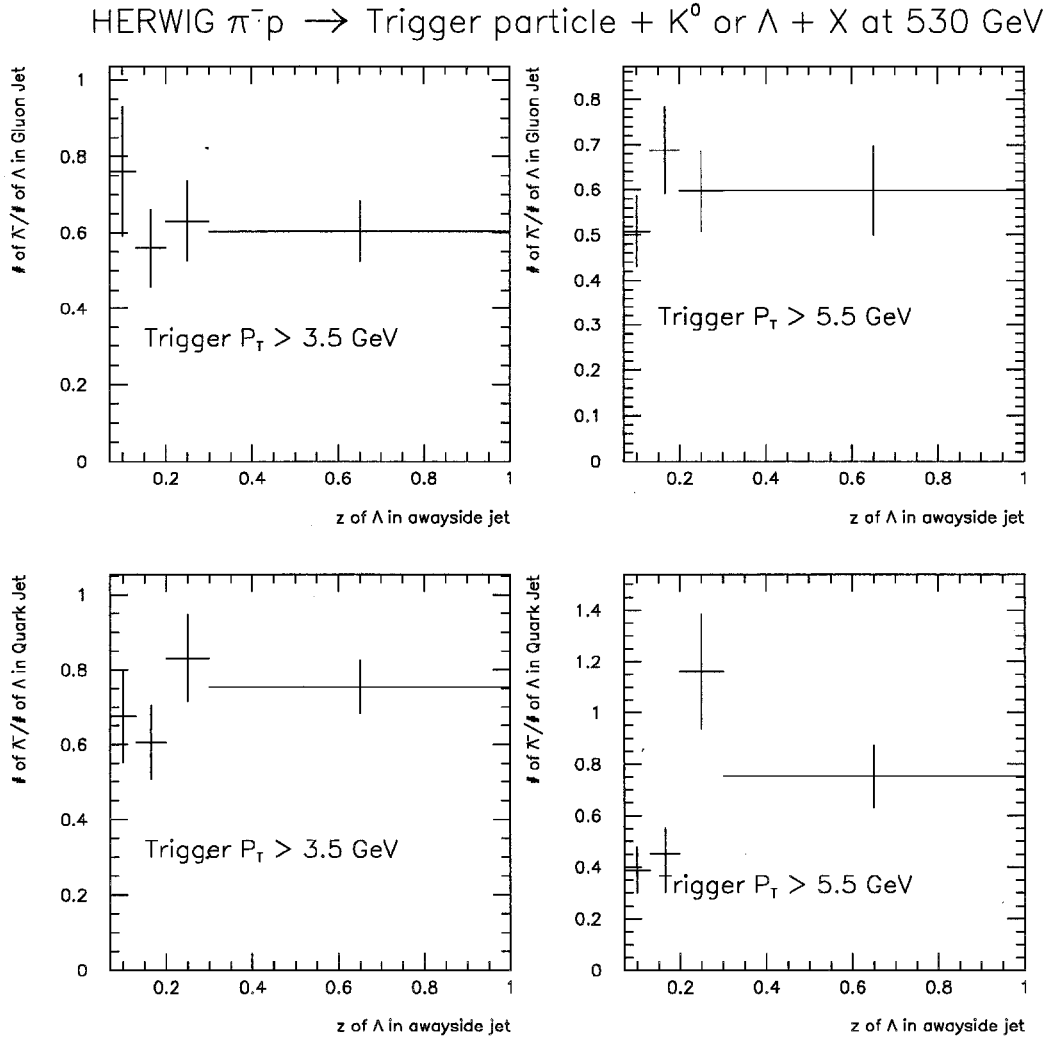 HERWIG π⁻p → Trigger particle + K⁰ or Λ + X at 530 GeV
# of Λ̄/# of Λ in Gluon Jet
1
0.8
0.6
0.4
0.2
0
Trigger P_T > 3.5 GeV
0.2 0.4 0.6 0.8 1
z of Λ in awayside jet
# of Λ̄/# of Λ in Gluon Jet
0.8
0.7
0.6
0.5
0.4
0.3
0.2
0.1
0
Trigger P_T > 5.5 GeV
0.2 0.4 0.6 0.8 1
z of Λ in awayside jet
# of Λ̄/# of Λ in Quark Jet
1
0.8
0.6
0.4
0.2
0
Trigger P_T > 3.5 GeV
0.2 0.4 0.6 0.8 1
z of Λ in awayside jet
# of Λ̄/# of Λ in Quark Jet
1.4
1.2
1
0.8
0.6
0.4
0.2
0
Trigger P_T > 5.5 GeV
0.2 0.4 0.6 0.8 1
z of Λ in awayside jet